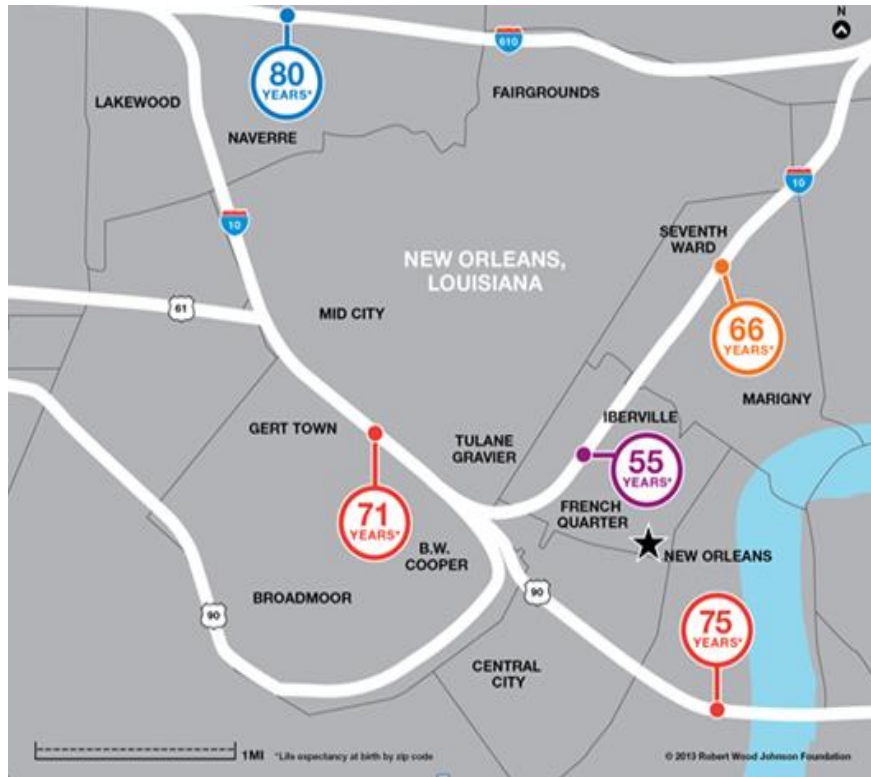 N
610
80
YEARS*
LAKEWOOD
FAIRGROUNDS
NAVERRE
10
10
SEVENTH
WARD
NEW ORLEANS,
LOUISIANA
61
MID CITY
66
YEARS*
MARIGNY
IBERVILLE
GERT TOWN
TULANE
GRAVIER
55
YEARS*
71
YEARS*
FRENCH
QUARTER
B.W.
COOPER
NEW ORLEANS
90
BROADMOOR
90
75
YEARS*
CENTRAL
CITY
1MI
*Life expectancy at birth by zip code
© 2013 Robert Wood Johnson Foundation